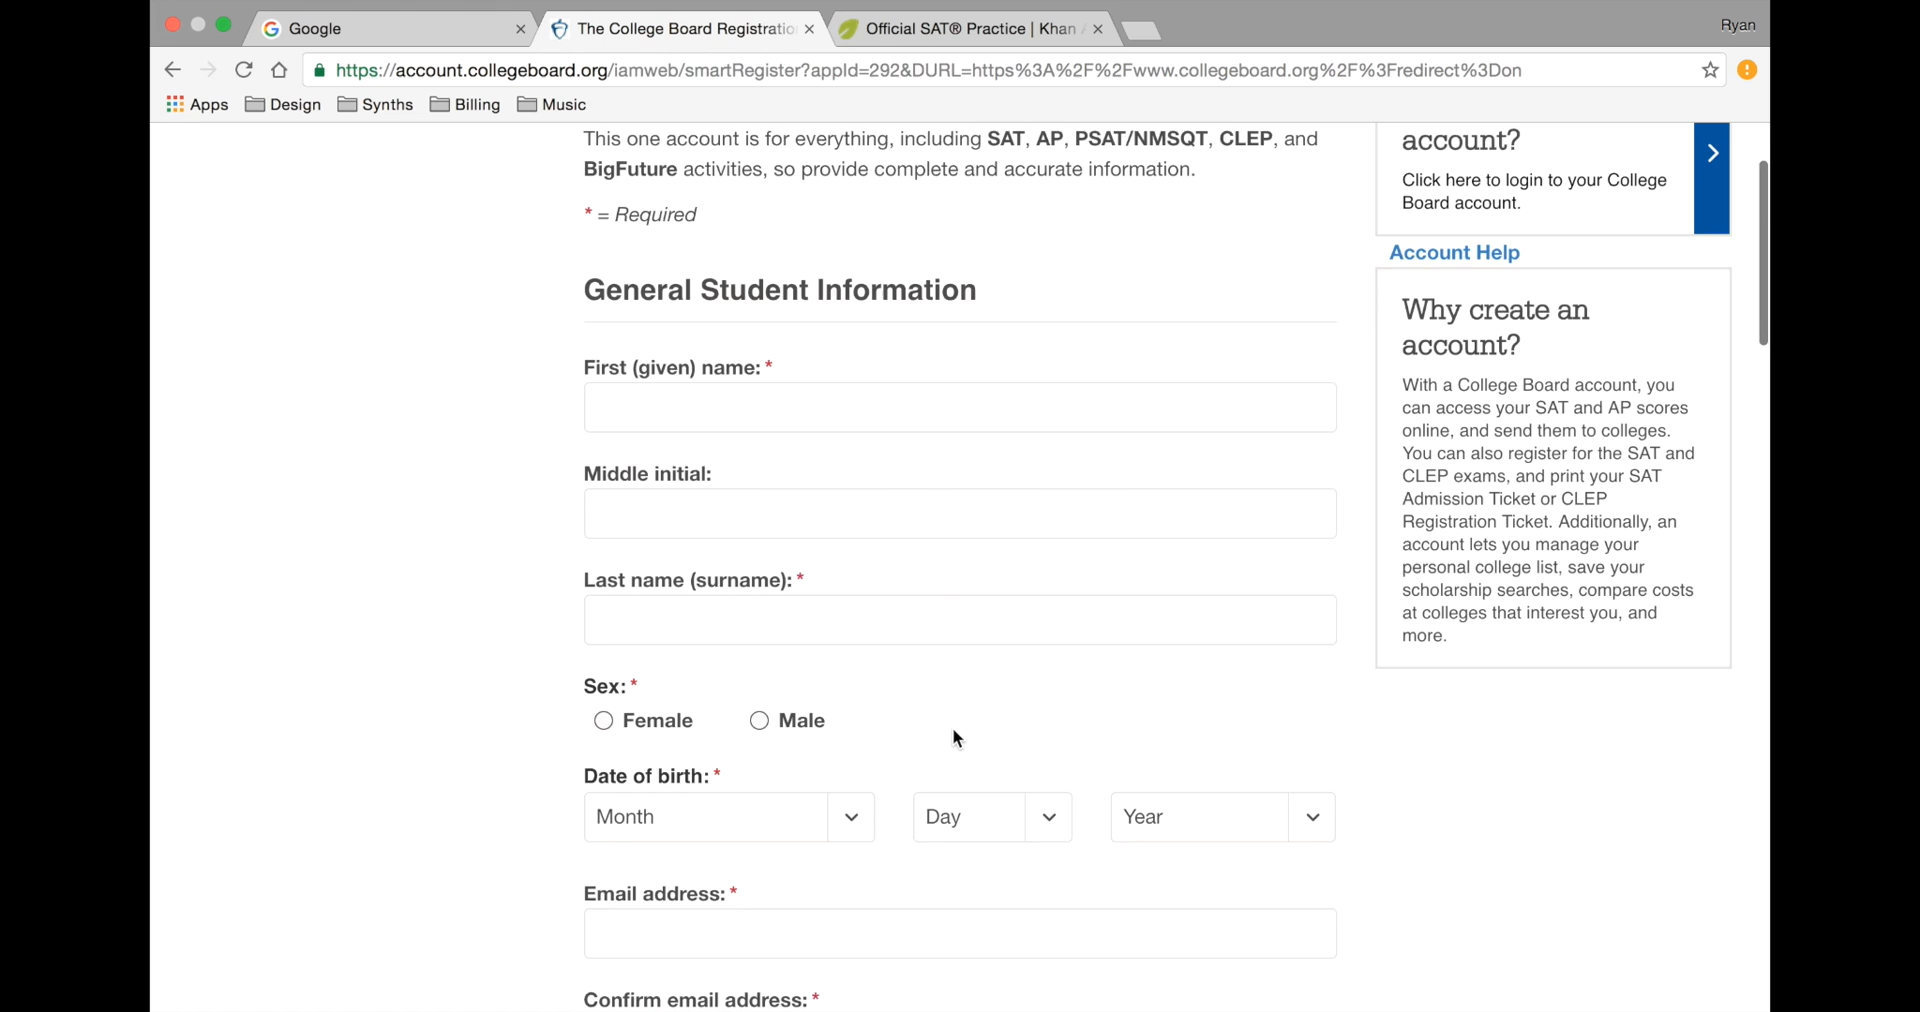 Google
The College Board Registratio
Official SAT® Practice | Khan A
Ryan
https://account.collegeboard.org/iamweb/smartRegister?appId=292&DURL=https%3A%2F%2Fwww.collegeboard.org%2F%3Fredirect%3Don
Apps
Design
Synths
Billing
Music
This one account is for everything, including SAT, AP, PSAT/NMSQT, CLEP, and
BigFuture activities, so provide complete and accurate information.
* = Required
General Student Information
First (given) name: *
Middle initial:
Last name (surname): *
Sex: *
Female
Male
Date of birth: *
Month
Day
Year
Email address: *
Confirm email address: *
account?
Click here to login to your College
Board account.
Account Help
Why create an
account?
With a College Board account, you
can access your SAT and AP scores
online, and send them to colleges.
You can also register for the SAT and
CLEP exams, and print your SAT
Admission Ticket or CLEP
Registration Ticket. Additionally, an
account lets you manage your
personal college list, save your
scholarship searches, compare costs
at colleges that interest you, and
more.